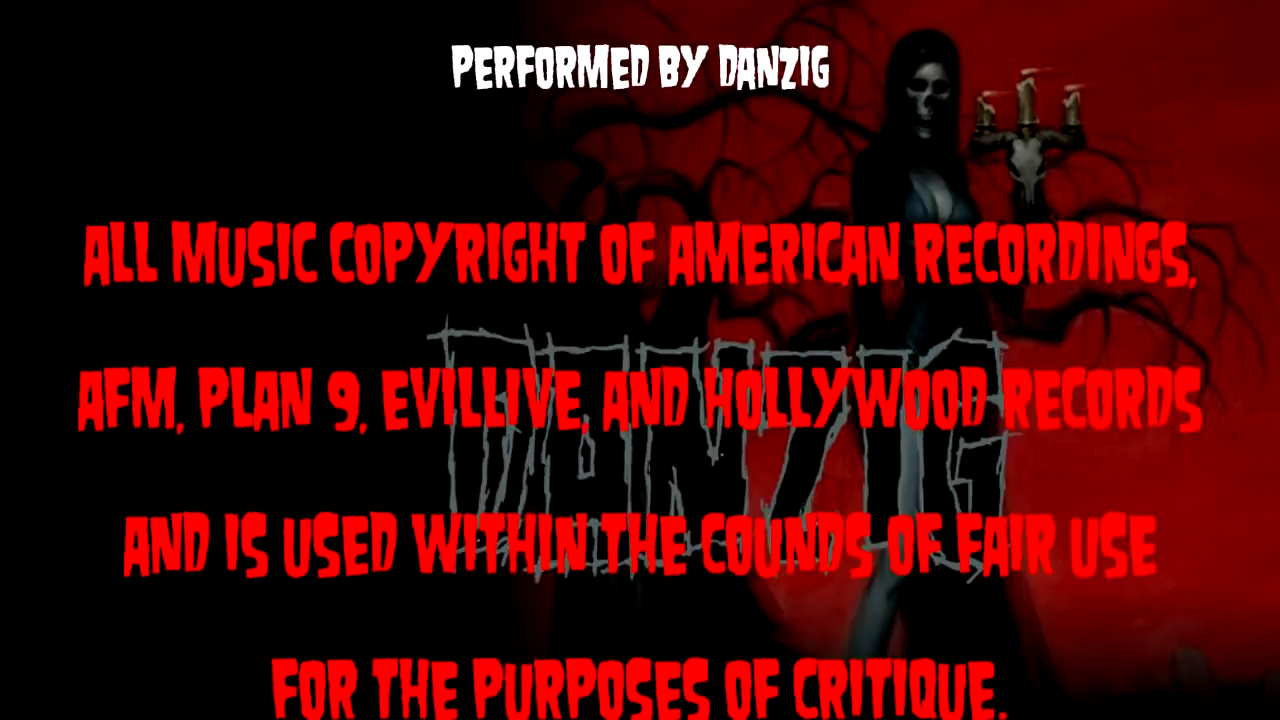 PERFORMED BY DANZIG
ALL MUSIC COPYRIGHT OF AMERICAN RECORDINGS,
AFM, PLAN 9, EVILLIVE, AND HOLLYWOOD RECORDS
DANZIG
AND IS USED WITHIN THE COUNDS OF FAIR USE
FOR THE PURPOSES OF CRITIQUE.